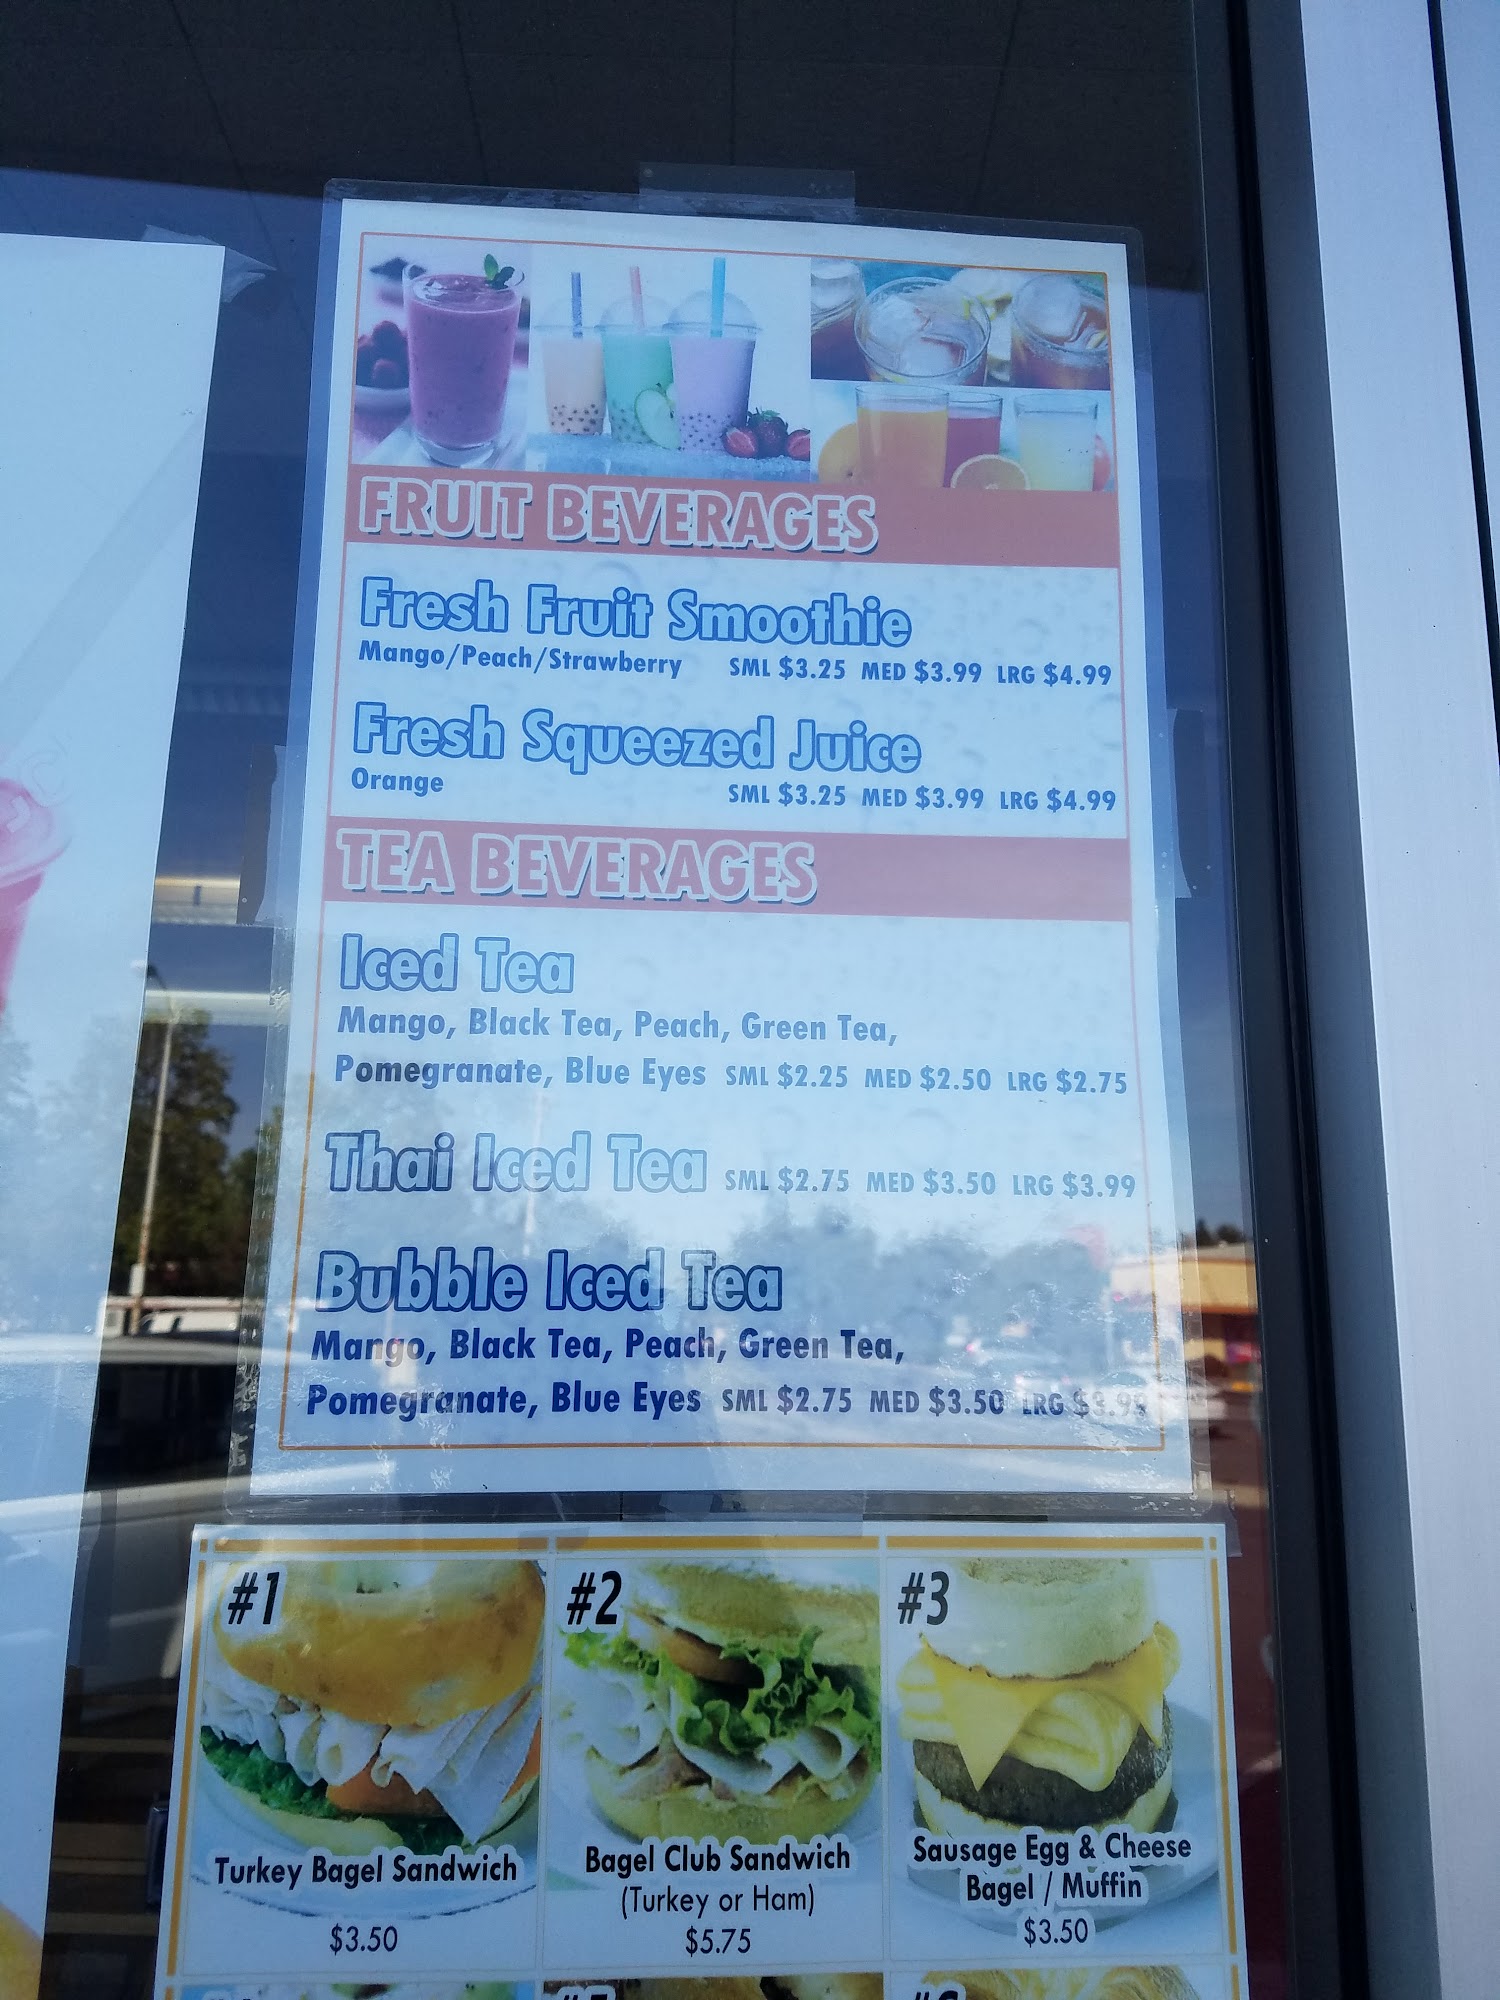 FRUIT BEVERAGES
Fresh Fruit Smoothie
Mango/Peach/Strawberry SML $3.25 MED $3.99 LRG $4.99
Fresh Squeezed Juice
Orange SML $3.25 MED $3.99 LRG $4.99
TEA BEVERAGES
Iced Tea
Mango, Black Tea, Peach, Green Tea,
Pomegranate, Blue Eyes SML $2.25 MED $2.50 LRG $2.75
Thai Iced Tea SML $2.75 MED $3.50 LRG $3.99
Bubble Iced Tea
Mango, Black Tea, Peach, Green Tea,
Pomegranate, Blue Eyes SML $2.75 MED $3.50 LRG $3.99
#1
Turkey Bagel Sandwich
$3.50
#2
Bagel Club Sandwich
(Turkey or Ham)
$5.75
#3
Sausage Egg & Cheese
Bagel / Muffin
$3.50